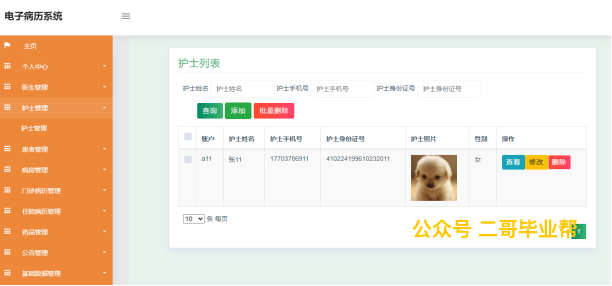 电子病历系统
主页
个人中心
医生管理
护士管理
护士管理
患者管理
病房管理
门诊病历管理
住院病历管理
药品管理
公告管理
基础数据管理
护士列表
护士姓名 护士姓名 护士手机号 护士手机号 护士身份证号 护士身份证号
查询 添加 批量删除
账户 护士姓名 护士手机号 护士身份证号 护士照片 性别 操作
a11 张11 17703786911 410224199610232011 女 查看 修改 删除
10 条 每页
公众号 二哥毕业帮
1